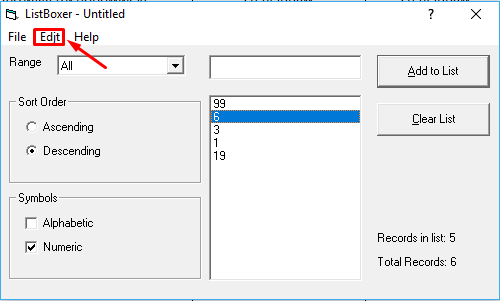 ListBoxer - Untitled
?
File Edit Help
Range All
Add to List
99
6
3
1
19
Sort Order
Ascending
Descending
Clear List
Symbols
Alphabetic
Numeric
Records in list: 5
Total Records: 6